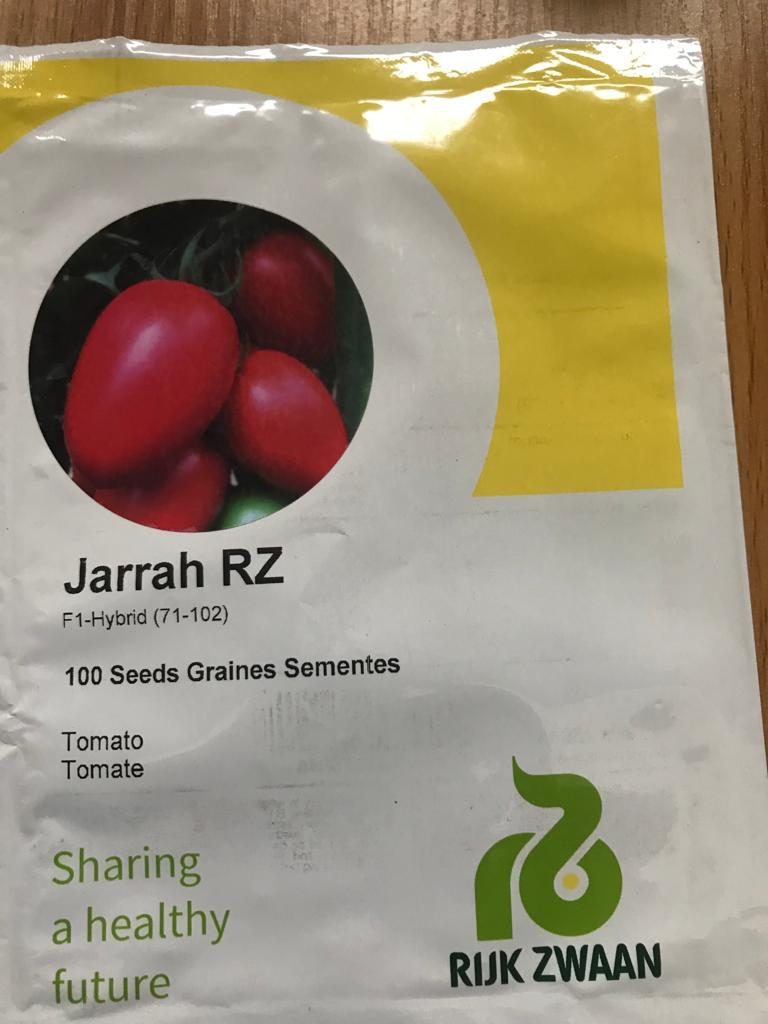 Jarrah RZ
F1-Hybrid (71-102)
100 Seeds Graines Sementes
Tomato
Tomate
Sharing
a healthy
future
RIJK ZWAAN